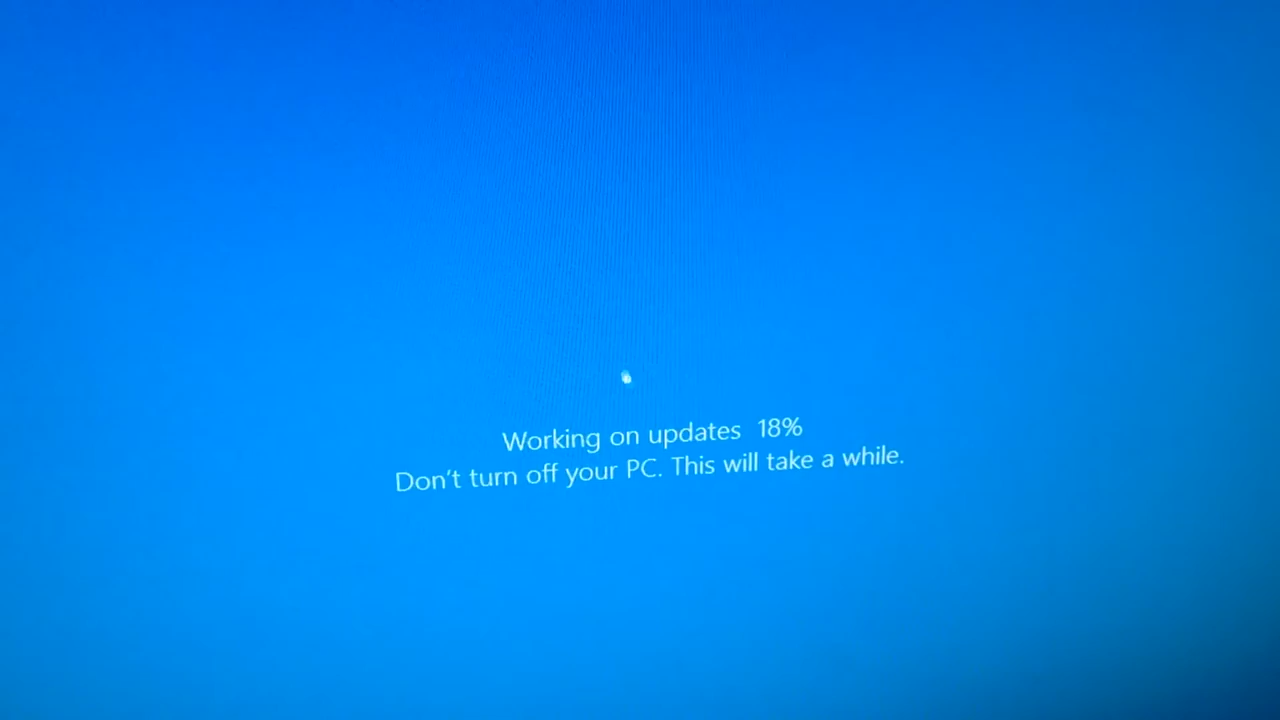 Working on updates  18%
Don't turn off your PC. This will take a while.